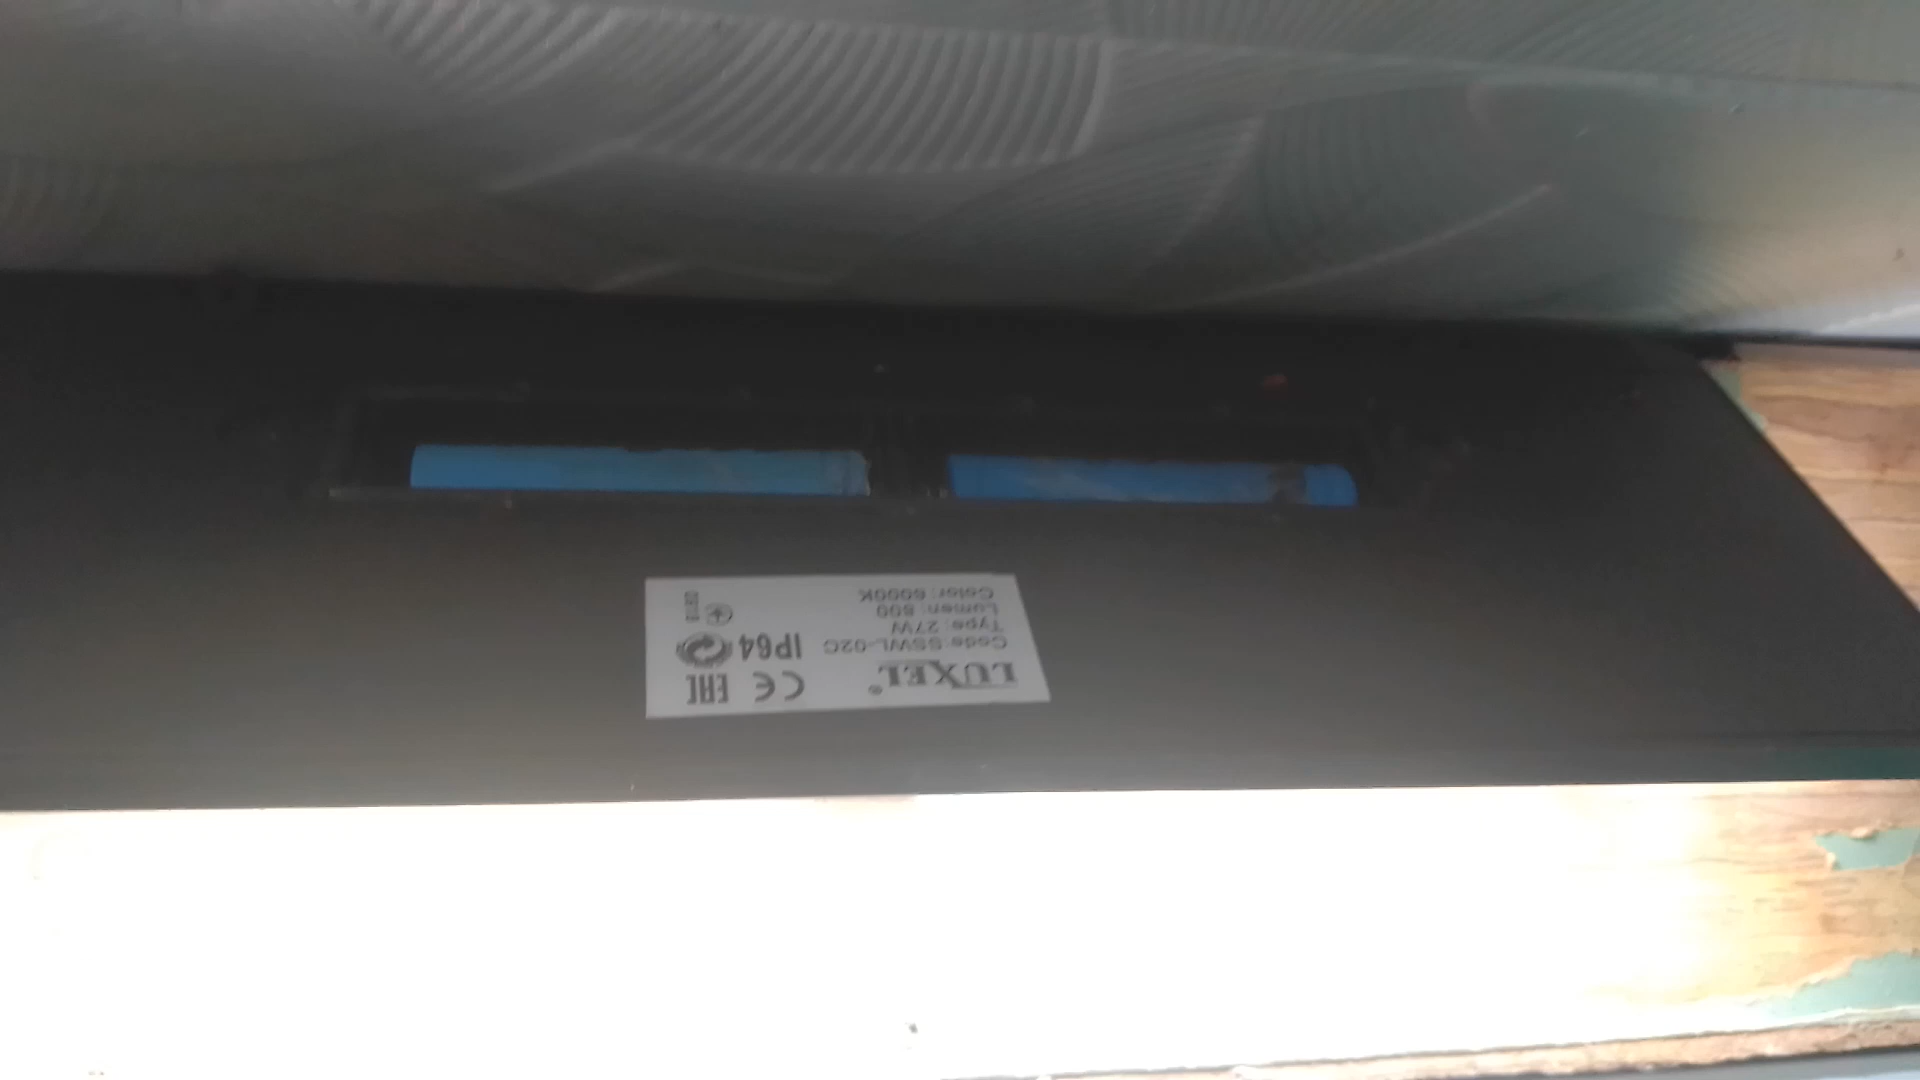 LUXEL®
Code:SSWL-02C
Type: 27W
Lumen: 800
Color: 6000K
CE EAC
IP64